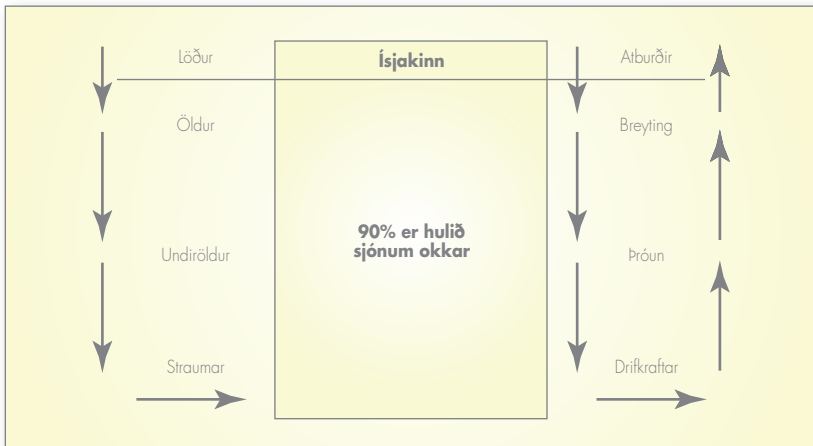 Löður
Ísjakinn
Atburðir
Öldur
Breyting
90% er hulið
sjónum okkar
Undiröldur
Þróun
Straumar
Drifkraftar